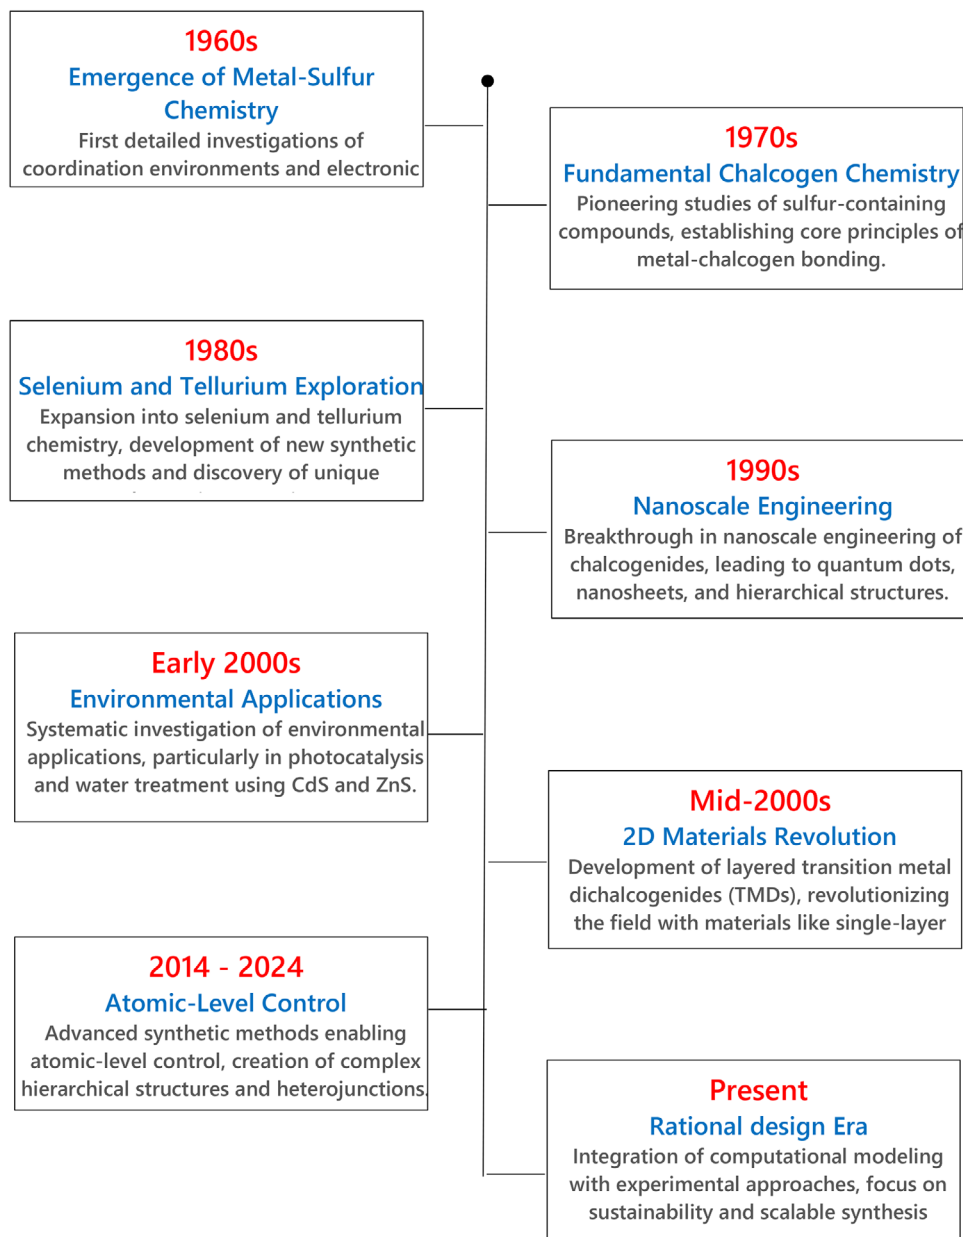 1960s
Emergence of Metal-Sulfur
Chemistry
First detailed investigations of
coordination environments and electronic
1970s
Fundamental Chalcogen Chemistry
Pioneering studies of sulfur-containing
compounds, establishing core principles of
metal-chalcogen bonding.
1980s
Selenium and Tellurium Exploration
Expansion into selenium and tellurium
chemistry, development of new synthetic
methods and discovery of unique
1990s
Nanoscale Engineering
Breakthrough in nanoscale engineering of
chalcogenides, leading to quantum dots,
nanosheets, and hierarchical structures.
Early 2000s
Environmental Applications
Systematic investigation of environmental
applications, particularly in photocatalysis
and water treatment using CdS and ZnS.
Mid-2000s
2D Materials Revolution
Development of layered transition metal
dichalcogenides (TMDs), revolutionizing
the field with materials like single-layer
2014 - 2024
Atomic-Level Control
Advanced synthetic methods enabling
atomic-level control, creation of complex
hierarchical structures and heterojunctions.
Present
Rational design Era
Integration of computational modeling
with experimental approaches, focus on
sustainability and scalable synthesis